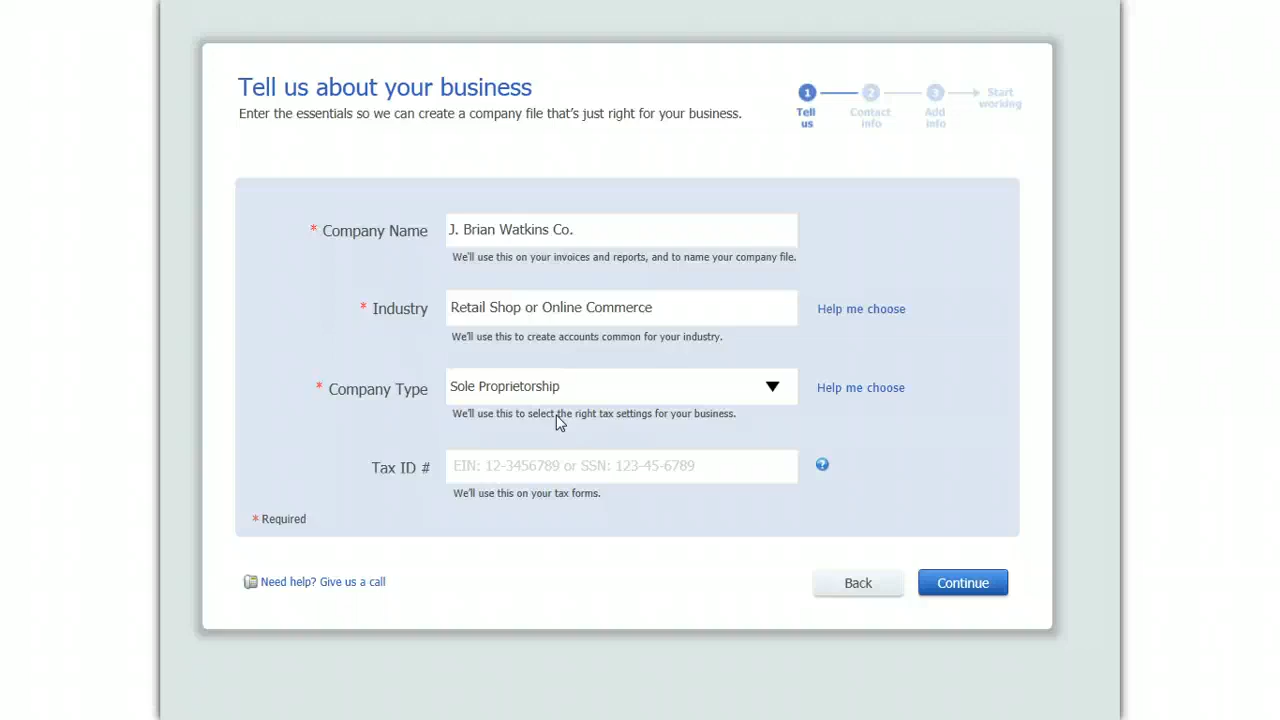 Tell us about your business
Enter the essentials so we can create a company file that's just right for your business.
1 2 3 Start
working
Tell
us
Contact
info
Add
info
* Company Name J. Brian Watkins Co.
We'll use this on your invoices and reports, and to name your company file.
* Industry Retail Shop or Online Commerce Help me choose
We'll use this to create accounts common for your industry.
* Company Type Sole Proprietorship Help me choose
We'll use this to select the right tax settings for your business.
Tax ID # EIN: 12-3456789 or SSN: 123-45-6789 ?
We'll use this on your tax forms.
* Required
Need help? Give us a call Back Continue